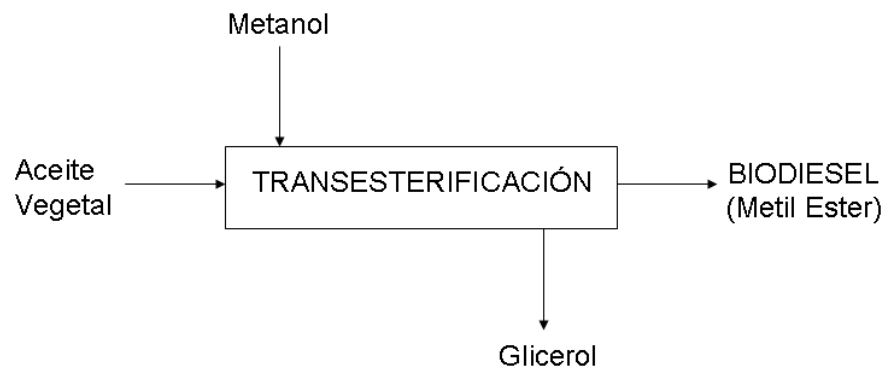 Metanol
Aceite
Vegetal
TRANSESTERIFICACIÓN
BIODIESEL
(Metil Ester)
Glicerol